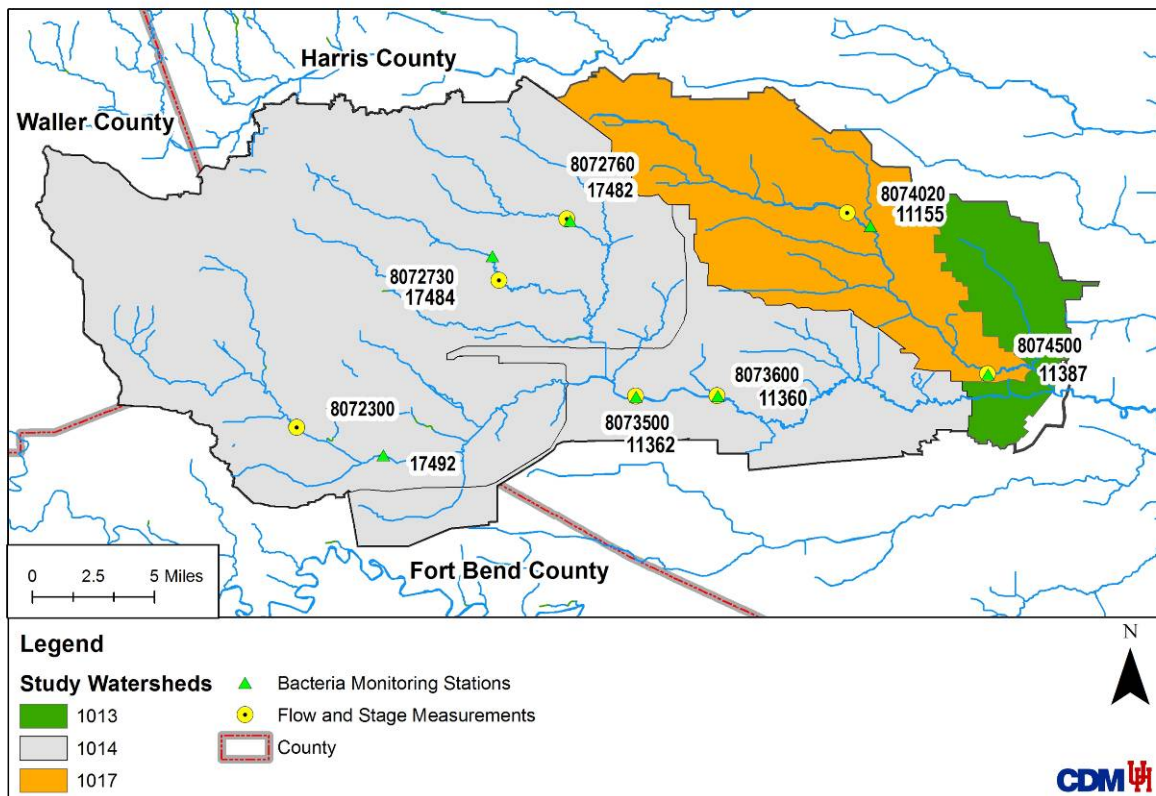 Harris County
Waller County
8072760
17482
8074020
11155
8072730
17484
8074500
11387
8073600
11360
8072300
8073500
11362
17492
Fort Bend County
0 2.5 5 Miles
Legend
Study Watersheds
1013
1014
1017
Bacteria Monitoring Stations
Flow and Stage Measurements
County
N
CDM UH